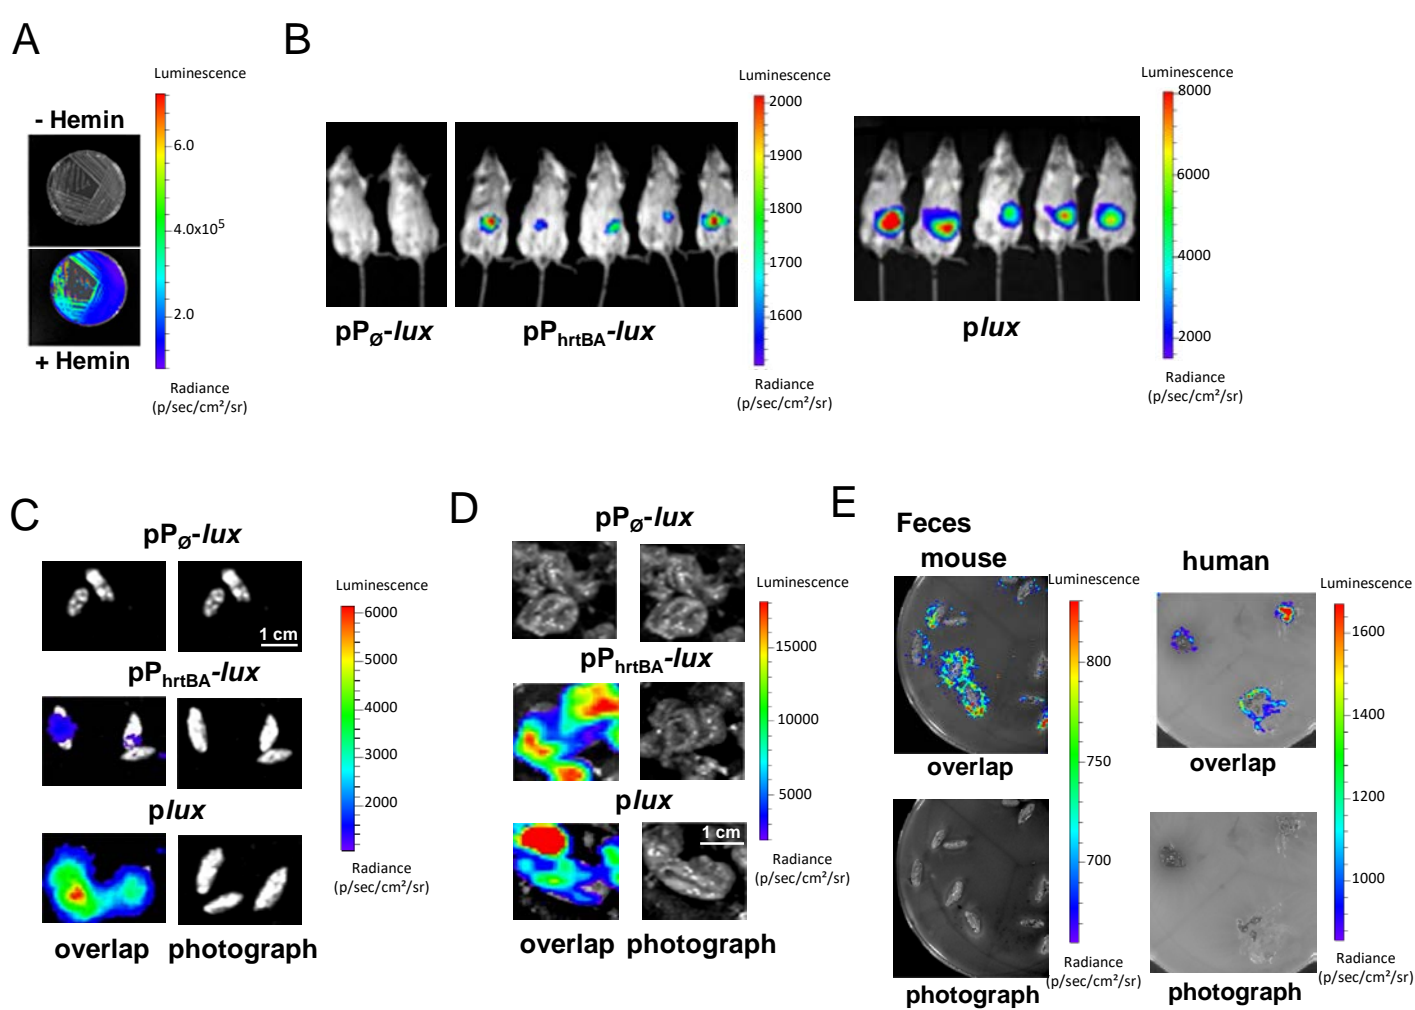 A
B
Luminescence
- Hemin
6.0
4.0x10⁵
2.0
+ Hemin
Radiance
(p/sec/cm²/sr)
Luminescence
2000
1900
1800
1700
1600
pPø-lux
pPhrtBA-lux
Radiance
(p/sec/cm²/sr)
Luminescence
8000
6000
4000
2000
plux
Radiance
(p/sec/cm²/sr)
C
pPø-lux
1 cm
pPhrtBA-lux
plux
overlap
photograph
Luminescence
6000
5000
4000
3000
2000
Radiance
(p/sec/cm²/sr)
D
pPø-lux
pPhrtBA-lux
plux
1 cm
overlap
photograph
Luminescence
15000
10000
5000
Radiance
(p/sec/cm²/sr)
E
Feces
mouse
human
overlap
photograph
Luminescence
800
750
700
Radiance
(p/sec/cm²/sr)
overlap
photograph
Luminescence
1600
1400
1200
1000
Radiance
(p/sec/cm²/sr)